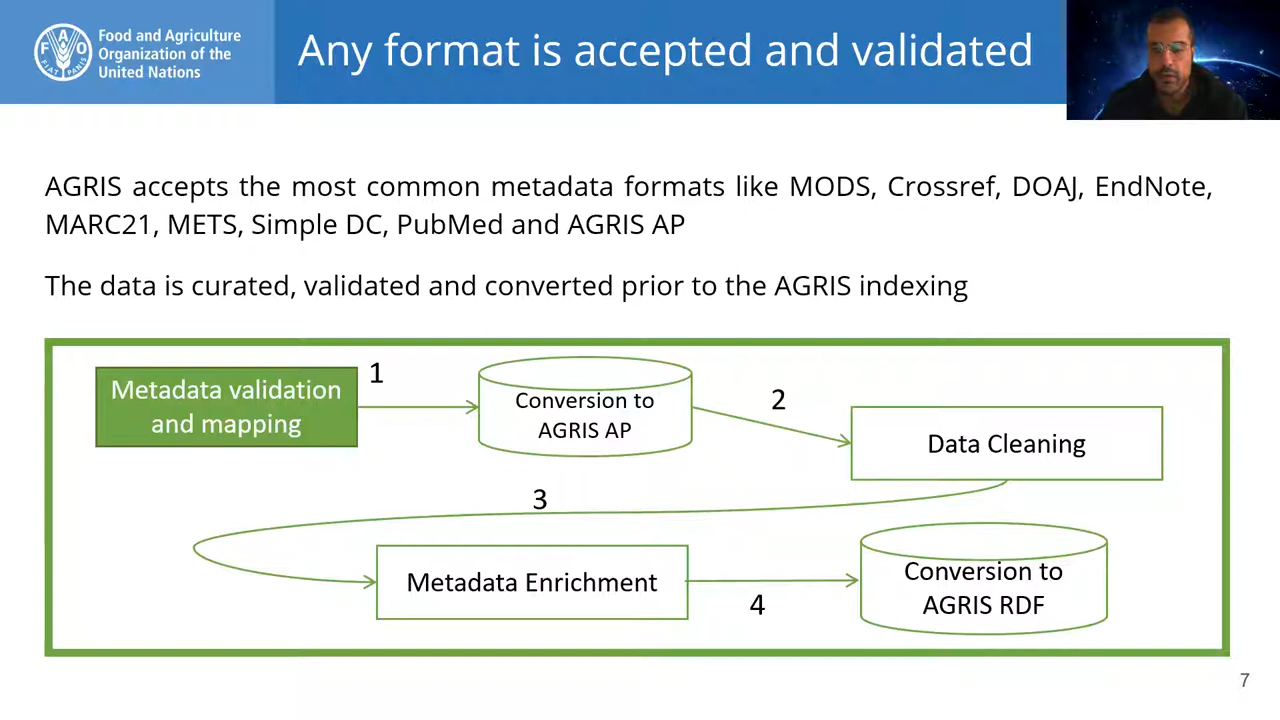 Food and Agriculture
Organization of the
United Nations
Any format is accepted and validated
AGRIS accepts the most common metadata formats like MODS, Crossref, DOAJ, EndNote,
MARC21, METS, Simple DC, PubMed and AGRIS AP
The data is curated, validated and converted prior to the AGRIS indexing
Metadata validation
and mapping
1
Conversion to
AGRIS AP
2
Data Cleaning
3
Metadata Enrichment
4
Conversion to
AGRIS RDF
7